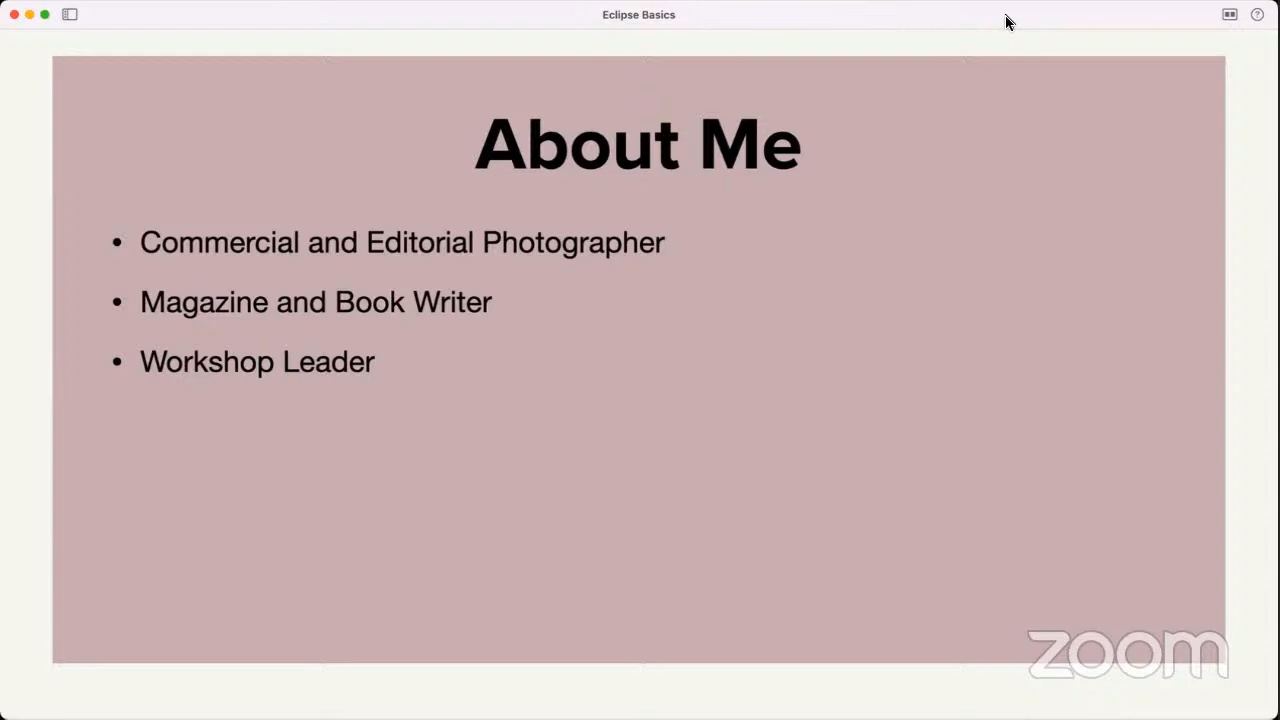 Eclipse Basics
About Me
• Commercial and Editorial Photographer
• Magazine and Book Writer
• Workshop Leader
zoom